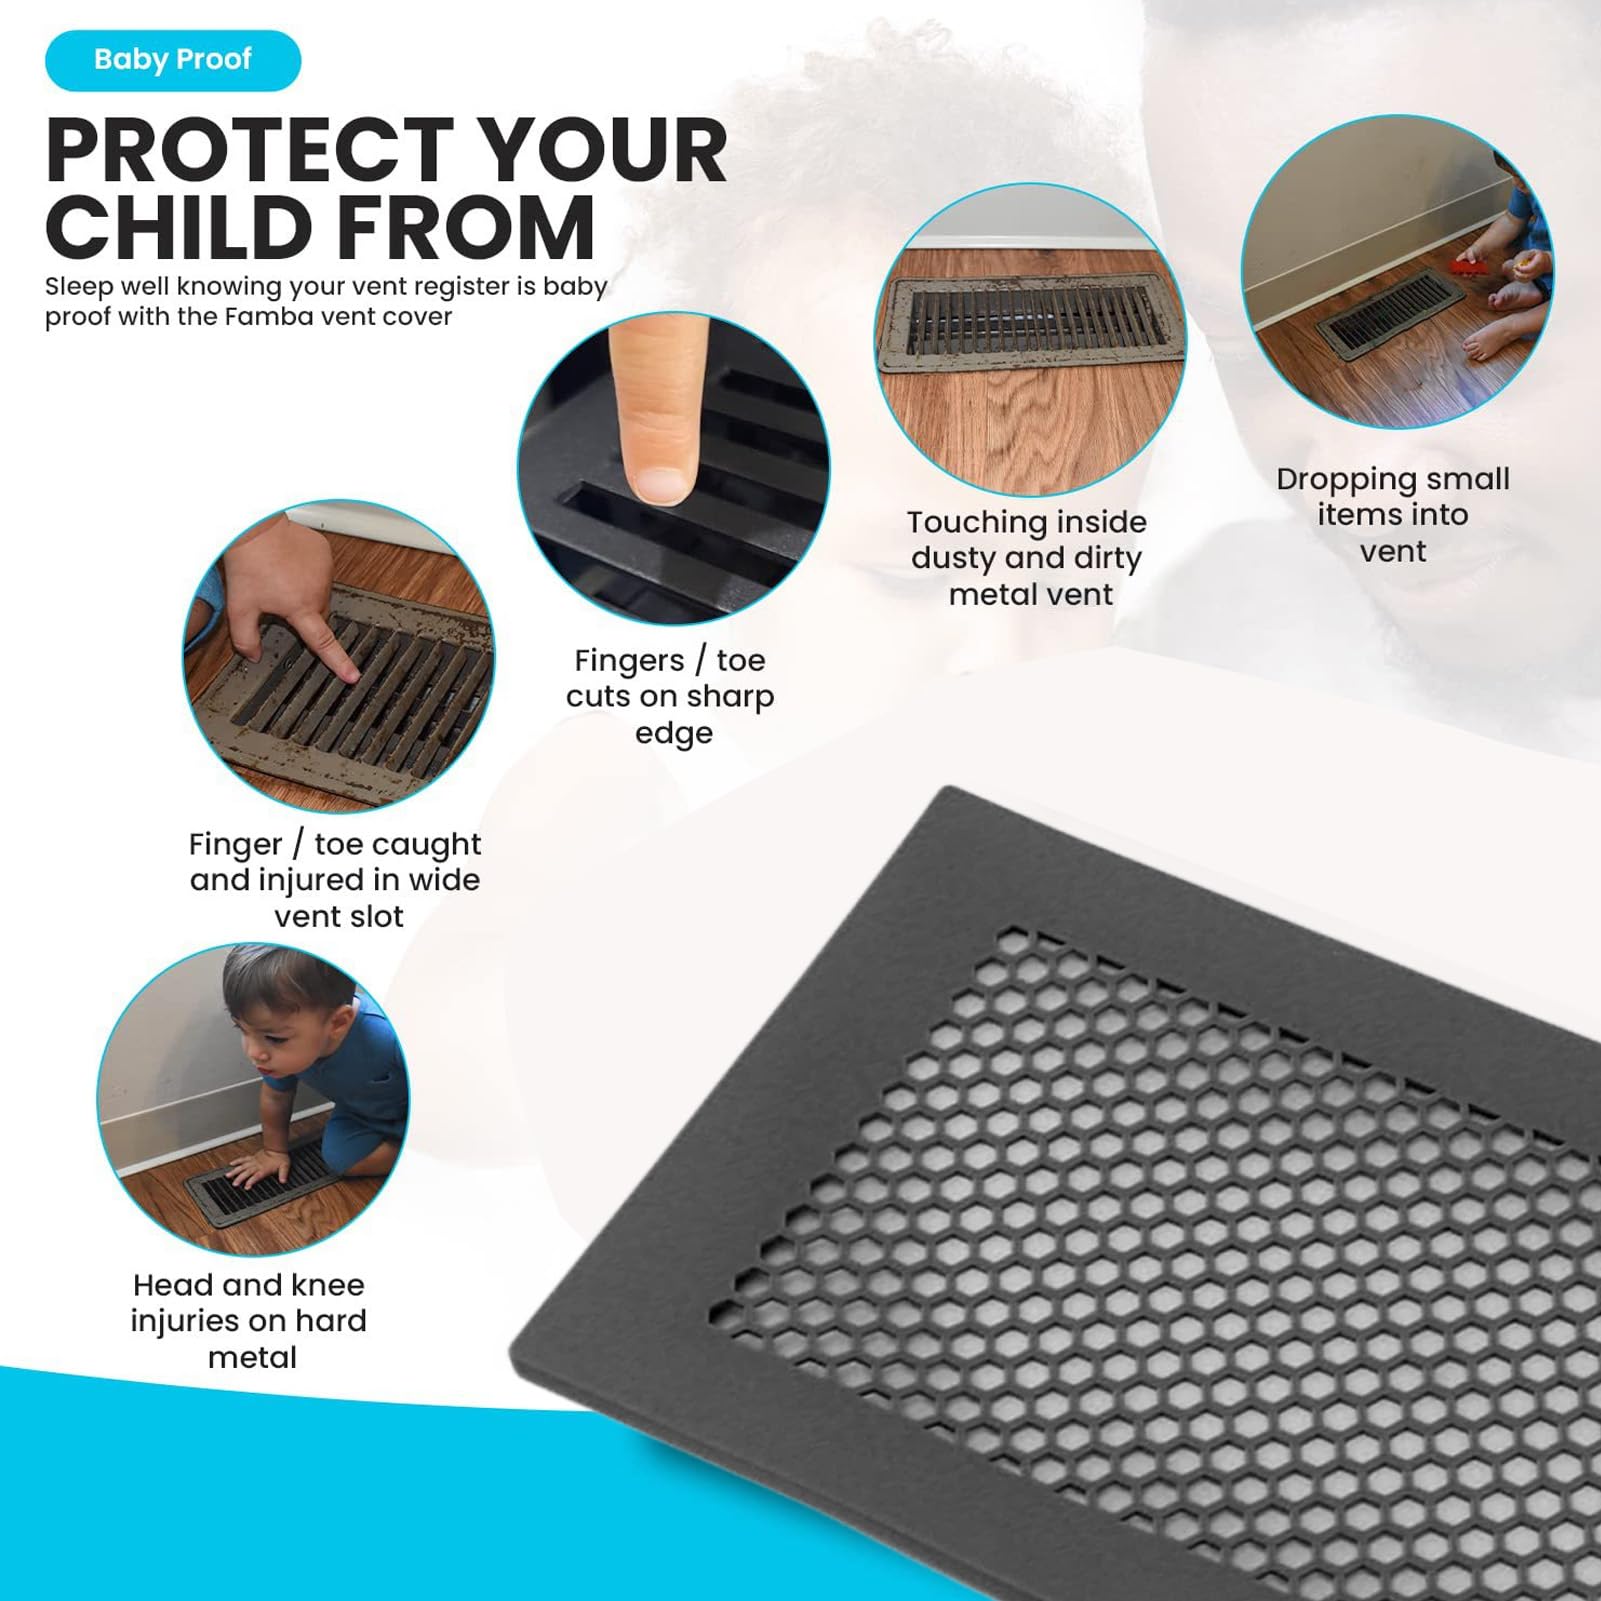 Baby Proof
PROTECT YOUR
CHILD FROM
Sleep well knowing your vent register is baby
proof with the Famba vent cover
Dropping small
items into
vent
Touching inside
dusty and dirty
metal vent
Fingers / toe
cuts on sharp
edge
Finger / toe caught
and injured in wide
vent slot
Head and knee
injuries on hard
metal